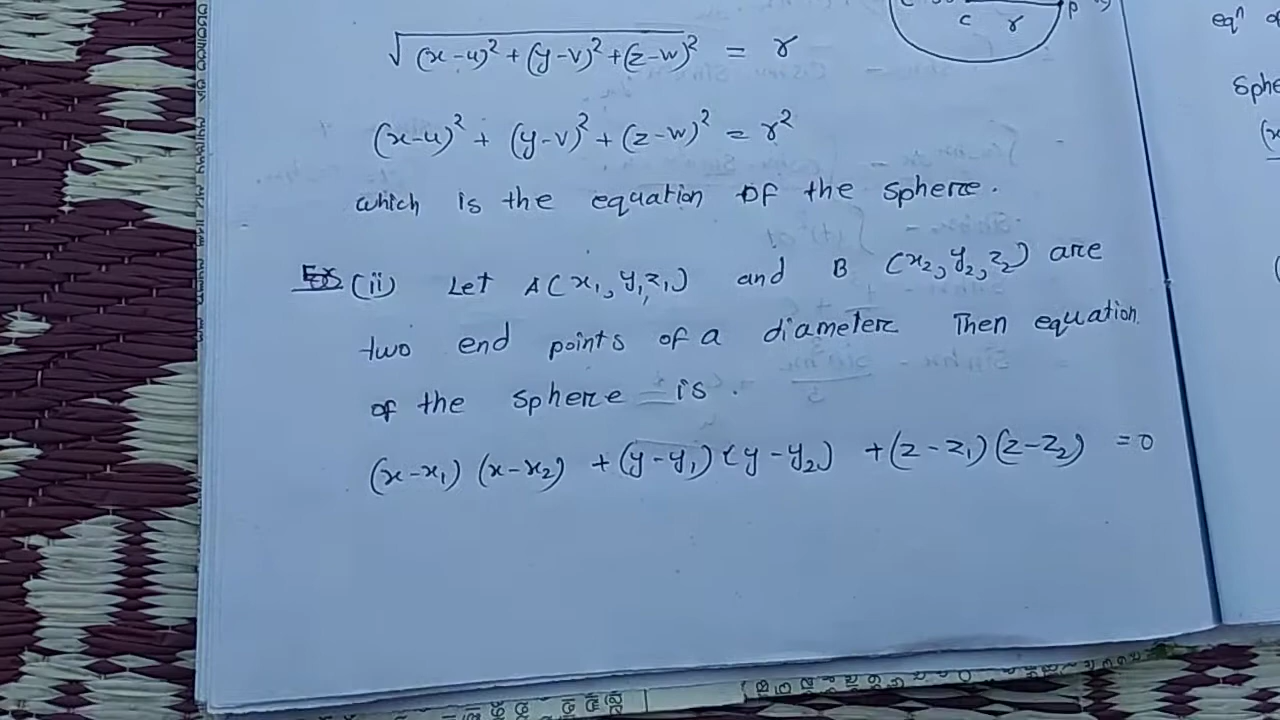 C r P
√(x-u)² + (y-v)² + (z-w)² = r
(x-u)² + (y-v)² + (z-w)² = r²
which is the equation of the sphere.
(ii) Let A(x₁, y₁, z₁) and B (x₂, y₂, z₂) are
two end points of a diameter Then equation
of the sphere is.
(x-x₁) (x-x₂) + (y-y₁) (y-y₂) + (z-z₁) (z-z₂) = 0
eqⁿ